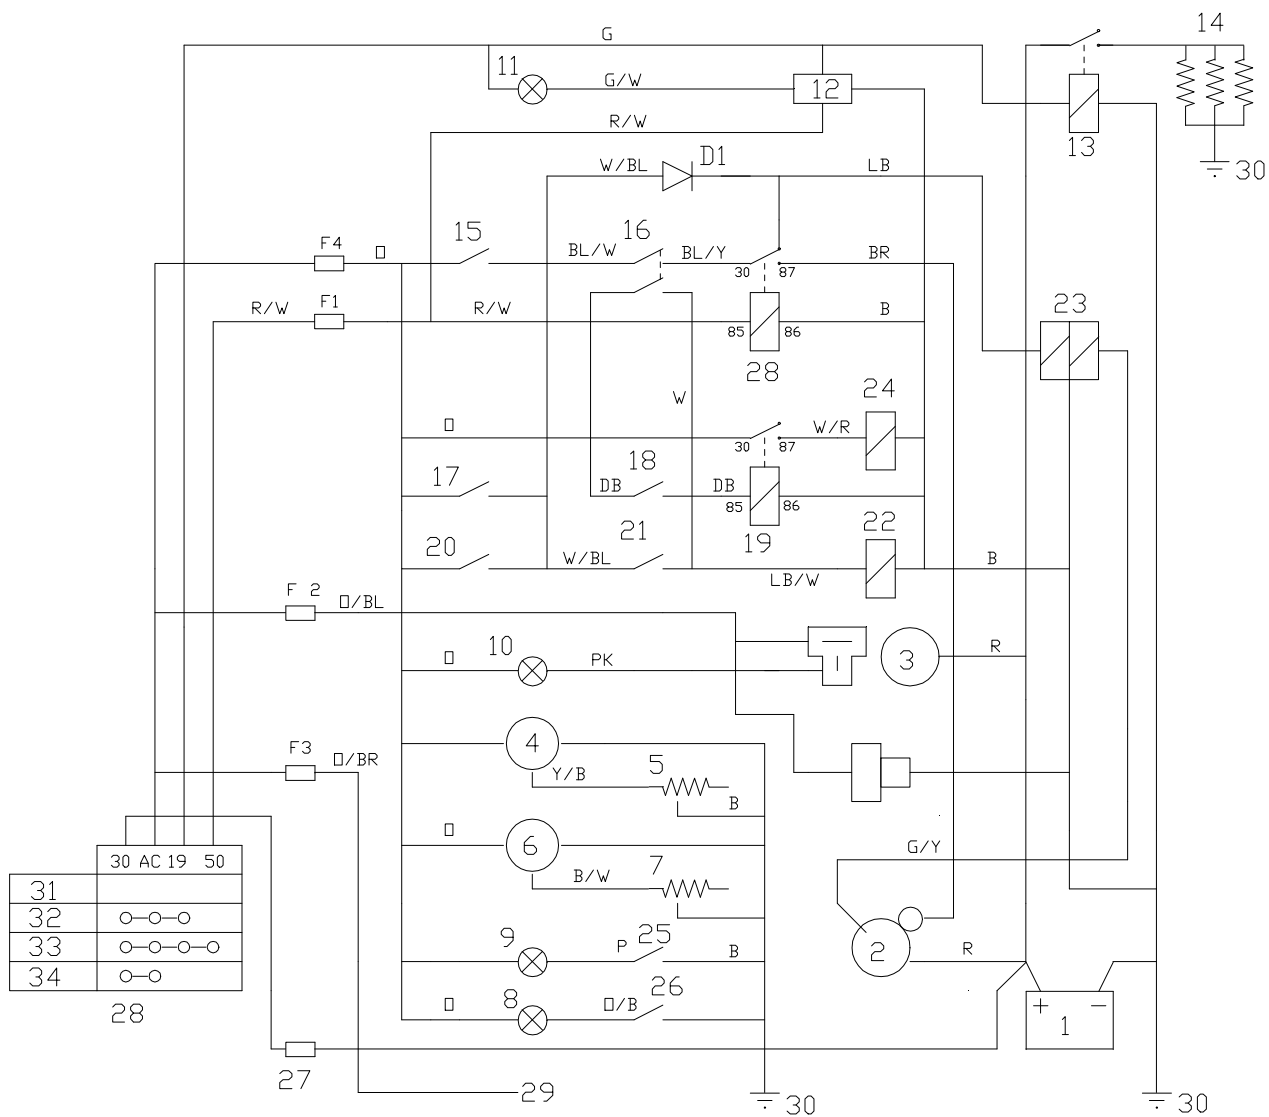 G
14
11
G/W
12
R/W
13
30
W/BL
D1
LB
F4
O
15
BL/W
16
BL/Y
30
87
BR
R/W
F1
R/W
85
86
B
23
28
24
W
O
30
87
W/R
17
18
DB
DB
85
86
19
22
20
21
W/BL
LB/W
B
F 2
O/BL
10
O
PK
3
R
4
5
Y/B
B
F3
O/BR
O
6
7
B/W
G/Y
30 AC 19 50
31
32
33
34
28
9
P
25
B
2
R
O
8
O/B
26
+
-
1
27
29
30
30